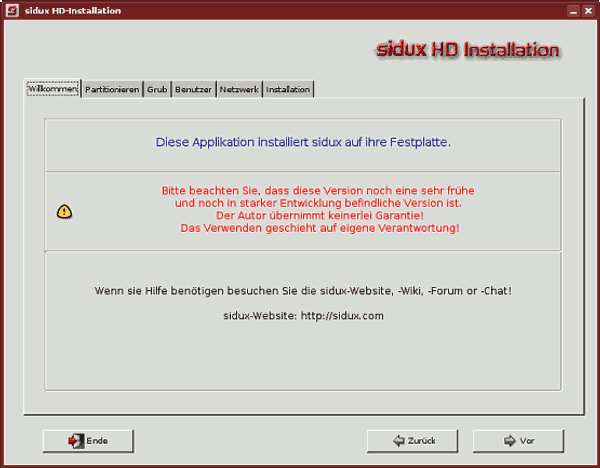 sidux HD-Installation
sidux HD Installation
Willkommen Partitionieren Grub Benutzer Netzwerk Installation
Diese Applikation installiert sidux auf ihre Festplatte.
Bitte beachten Sie, dass diese Version noch eine sehr frühe
und noch in starker Entwicklung befindliche Version ist.
Der Autor übernimmt keinerlei Garantie!
Das Verwenden geschieht auf eigene Verantwortung!
Wenn sie Hilfe benötigen besuchen Sie die sidux-Website, -Wiki, -Forum or -Chat!
sidux-Website: http://sidux.com
Ende Zurück Vor